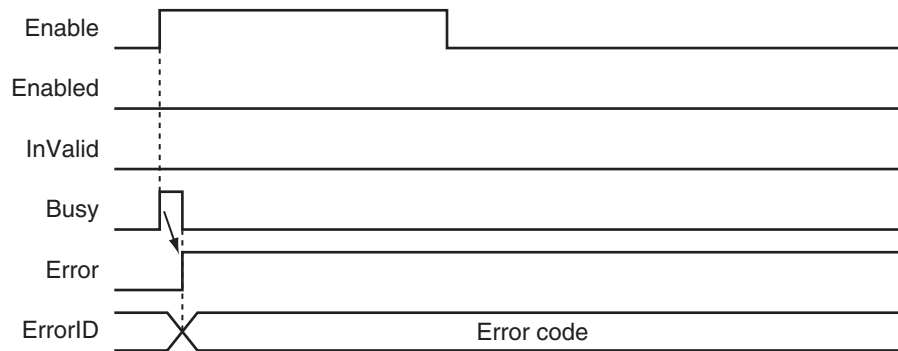 Enable
Enabled
InValid
Busy
Error
ErrorID
Error code